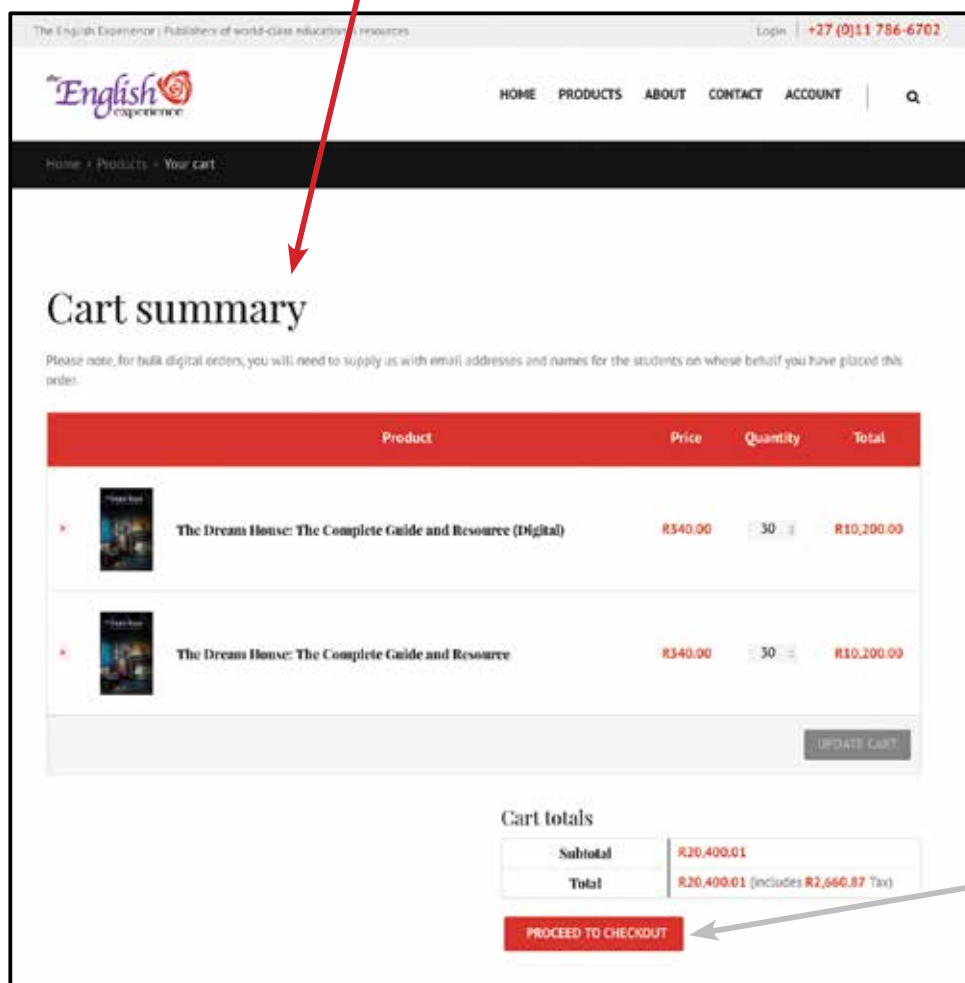 The English Experience | Publishers of world-class educational resources
Login
+27 (0)11 786-6702
the
English
experience
HOME PRODUCTS ABOUT CONTACT ACCOUNT
Home • Products • Your cart
Cart summary
Please note, for bulk digital orders, you will need to supply us with email addresses and names for the students on whose behalf you have placed this
order.
Product Price Quantity Total
The Dream House: The Complete Guide and Resource (Digital) R340.00 30 R10,200.00
The Dream House: The Complete Guide and Resource R340.00 30 R10,200.00
UPDATE CART
Cart totals
Subtotal R20,400.01
Total R20,400.01 (includes R2,660.87 Tax)
PROCEED TO CHECKOUT